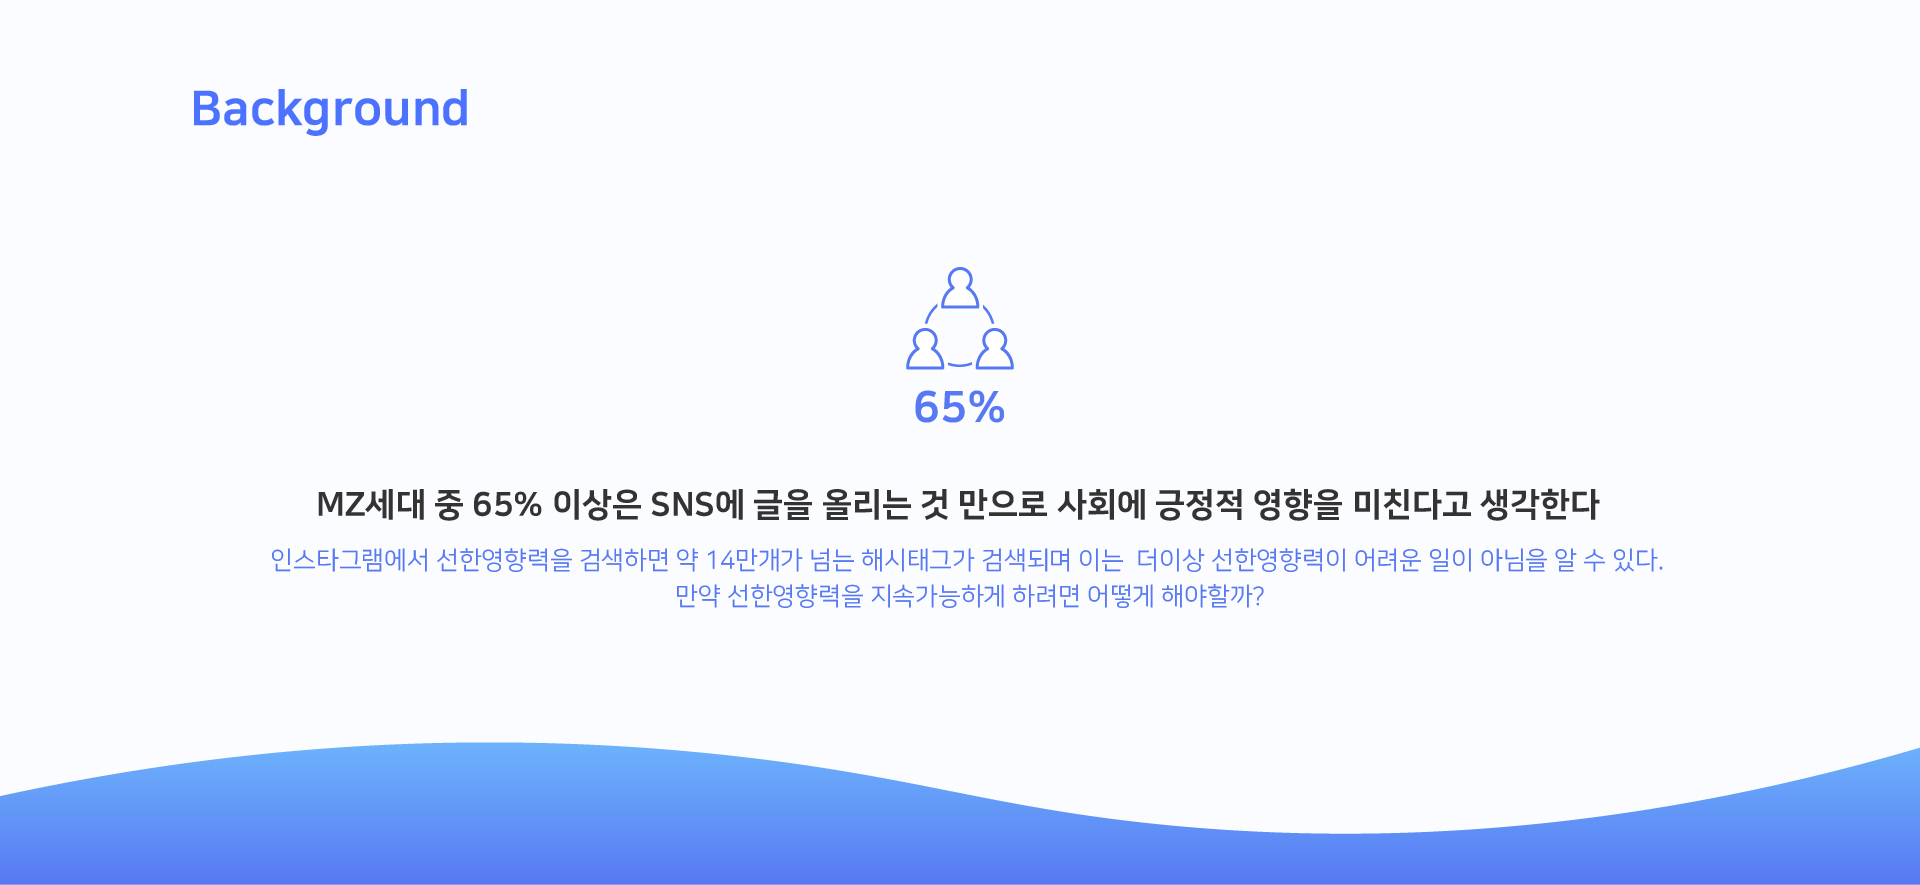 Background
65%
MZ세대 중 65% 이상은 SNS에 글을 올리는 것 만으로 사회에 긍정적 영향을 미친다고 생각한다
인스타그램에서 선한영향력을 검색하면 약 14만개가 넘는 해시태그가 검색되며 이는 더이상 선한영향력이 어려운 일이 아님을 알 수 있다.
만약 선한영향력을 지속가능하게 하려면 어떻게 해야할까?